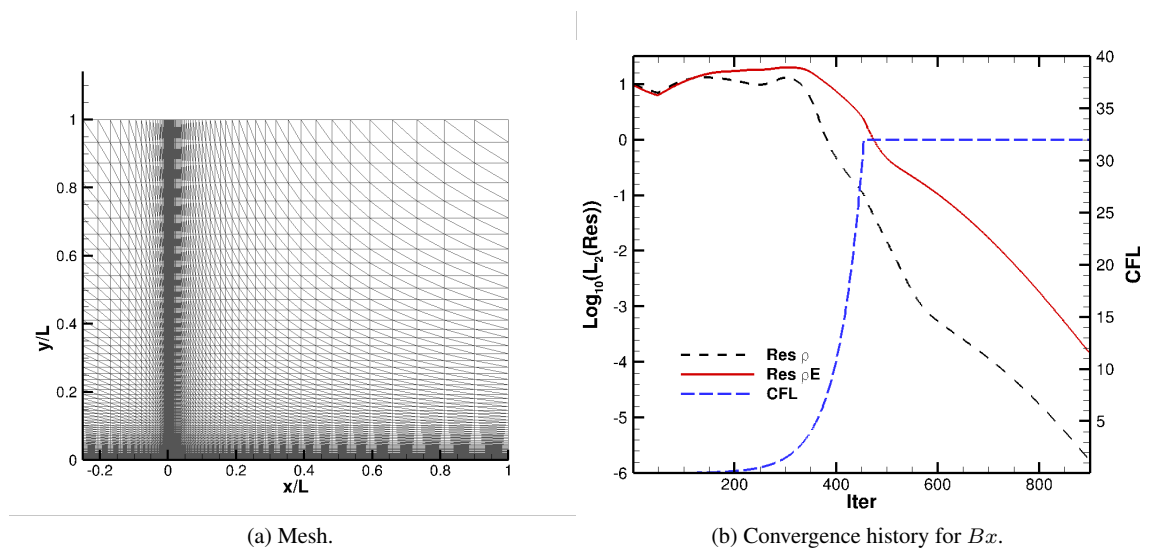 1
0.8
0.6
0.4
0.2
0
y/L
-0.2 0 0.2 0.4 0.6 0.8 1
x/L
(a) Mesh.
1
0
-1
-2
-3
-4
-5
-6
Log10(L2(Res))
Res ρ
Res ρE
CFL
200 400 600 800
Iter
40
35
30
25
20
15
10
5
CFL
(b) Convergence history for Bx.